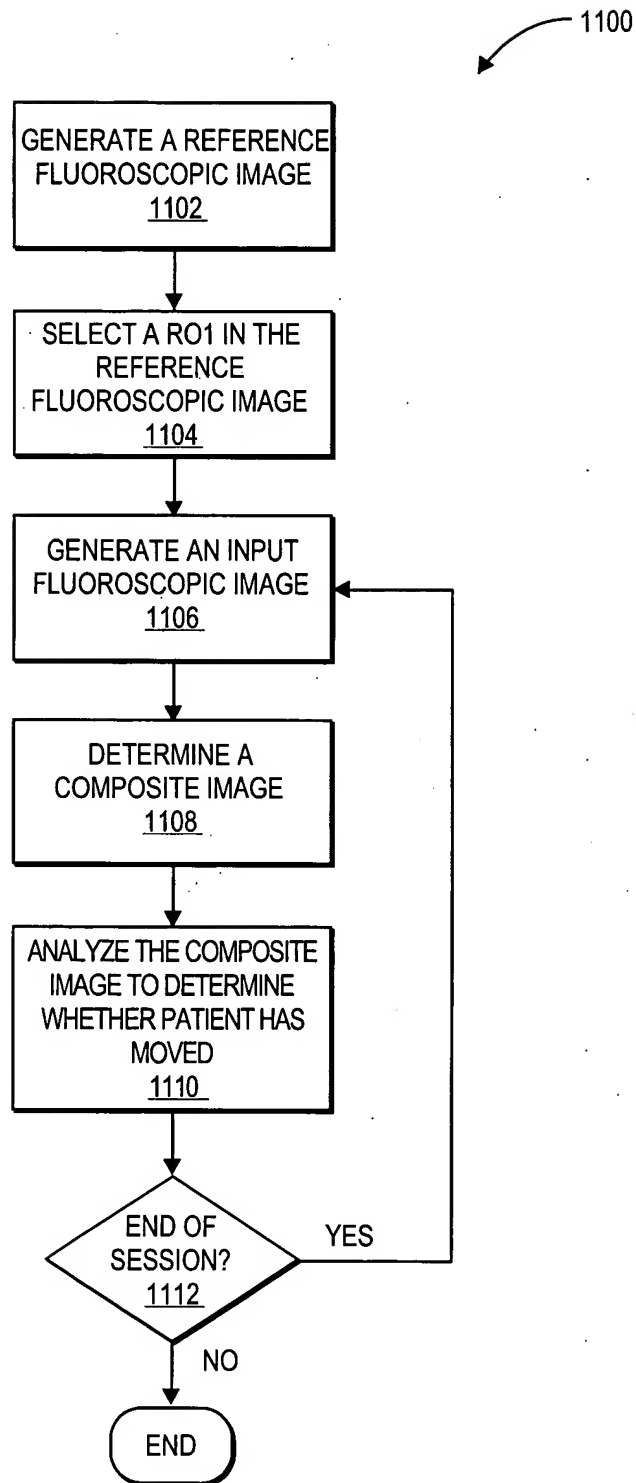 1100
GENERATE A REFERENCE
FLUOROSCOPIC IMAGE
1102
SELECT A RO1 IN THE
REFERENCE
FLUOROSCOPIC IMAGE
1104
GENERATE AN INPUT
FLUOROSCOPIC IMAGE
1106
DETERMINE A
COMPOSITE IMAGE
1108
ANALYZE THE COMPOSITE
IMAGE TO DETERMINE
WHETHER PATIENT HAS
MOVED
1110
END OF
SESSION?
1112
YES
NO
END